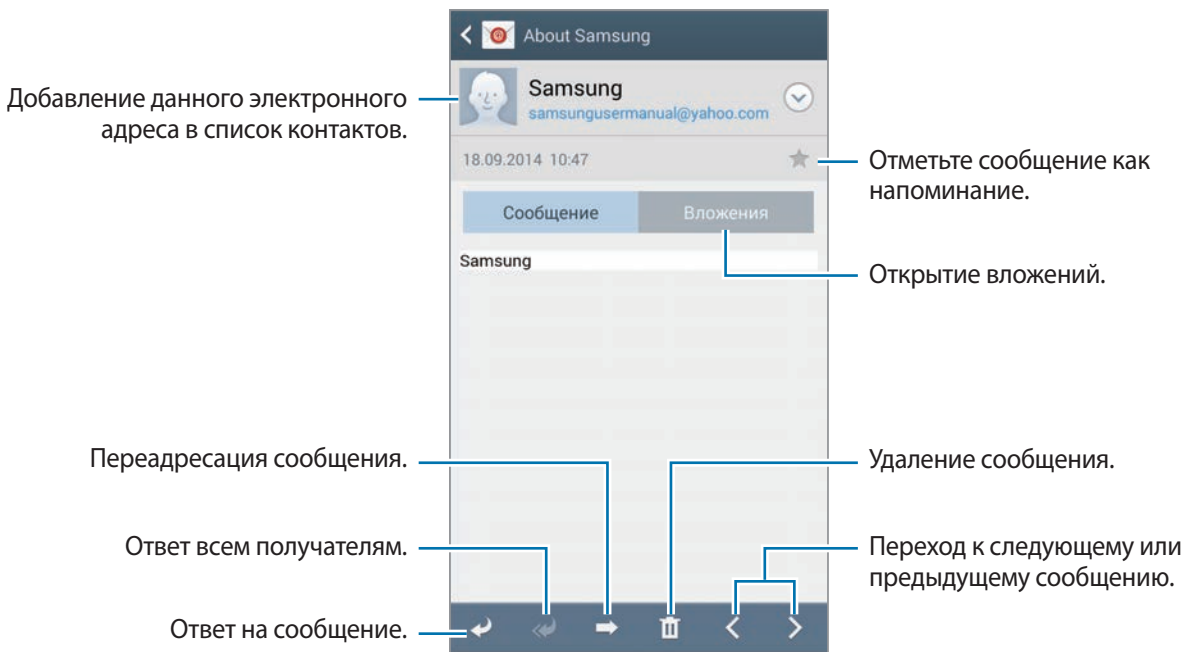 About Samsung
Samsung
samsungusermanual@yahoo.com
Добавление данного электронного
адреса в список контактов.
18.09.2014 10:47
Отметьте сообщение как
напоминание.
Сообщение
Вложения
Samsung
Открытие вложений.
Переадресация сообщения.
Удаление сообщения.
Ответ всем получателям.
Переход к следующему или
предыдущему сообщению.
Ответ на сообщение.